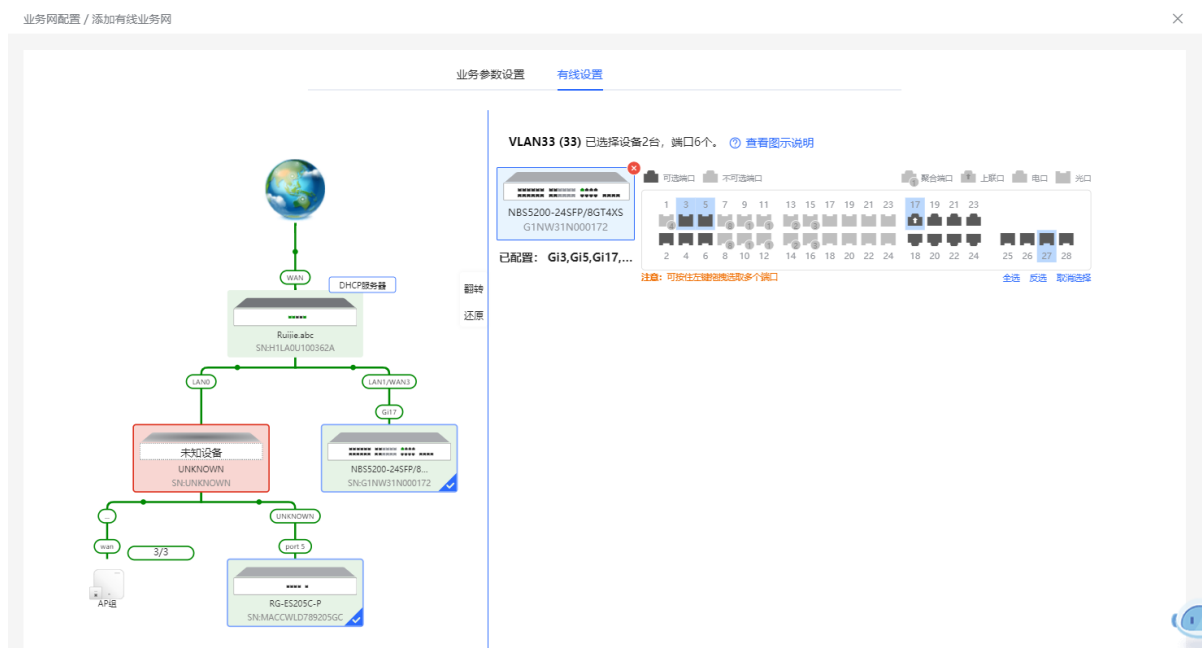 业务网配置 / 添加有线业务网
业务参数设置 有线设置
VLAN33 (33) 已选择设备2台，端口6个。 查看图示说明
可选端口 不可选端口 聚合端口 上联口 电口 光口
NBS5200-24SFP/8GT4XS
G1NW31N000172
已配置： Gi3,Gi5,Gi17,...
1 3 5 7 9 11 13 15 17 19 21 23 17 19 21 23
2 4 6 8 10 12 14 16 18 20 22 24 18 20 22 24 25 26 27 28
注意：可按住左键拖拽选取多个端口
全选 反选 取消选择
翻转
还原
WAN
DHCP服务器
Ruijie.abc
SN:H1LA0U100362A
LAN0
LAN1/WAN3
Gi17
未知设备
UNKNOWN
SN:UNKNOWN
NBS5200-24SFP/8...
SN:G1NW31N000172
...
UNKNOWN
wan
3/3
port 5
AP组
RG-ES205C-P
SN:MACCWLD789205GC